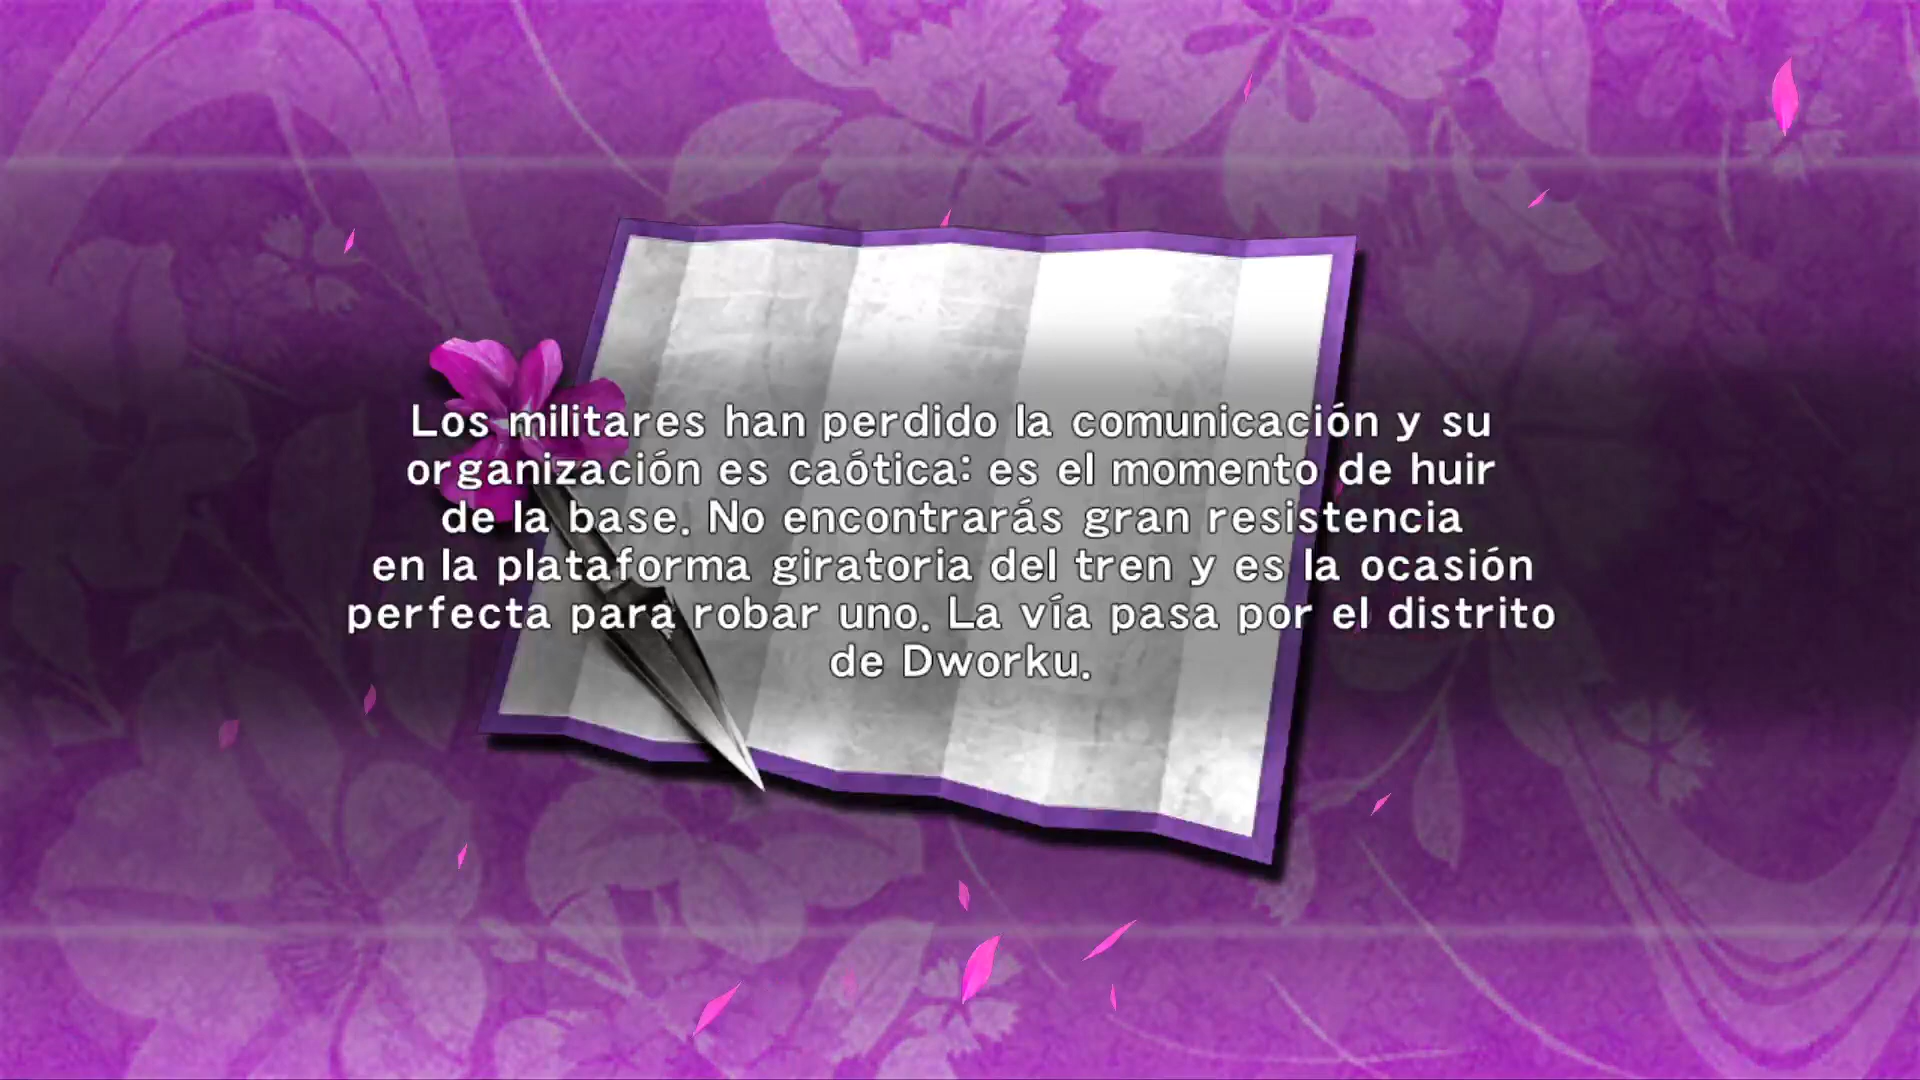 Los militares han perdido la comunicación y su
organización es caótica: es el momento de huir
de la base. No encontrarás gran resistencia
en la plataforma giratoria del tren y es la ocasión
perfecta para robar uno. La vía pasa por el distrito
de Dworku.